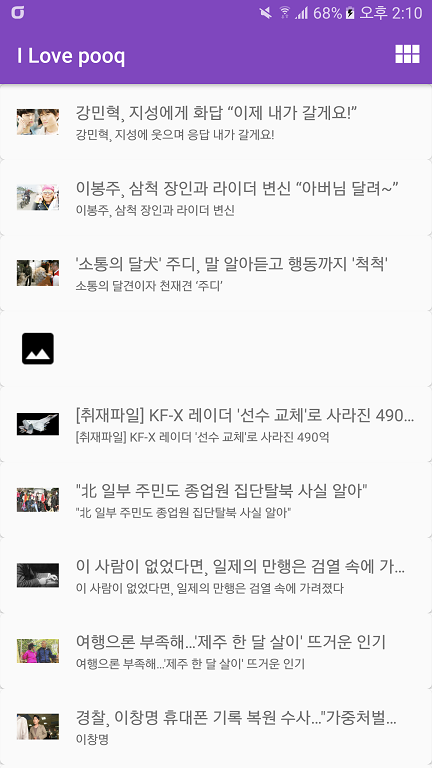 68% 오후 2:10
I Love pooq
강민혁, 지성에게 화답 “이제 내가 갈게요!”
강민혁, 지성에 웃으며 응답 내가 갈게요!
이봉주, 삼척 장인과 라이더 변신 “아버님 달려~”
이봉주, 삼척 장인과 라이더 변신
'소통의 달犬' 주디, 말 알아듣고 행동까지 '척척'
소통의 달견이자 천재견 ‘주디’
[취재파일] KF-X 레이더 '선수 교체'로 사라진 490...
[취재파일] KF-X 레이더 '선수 교체'로 사라진 490억
"北 일부 주민도 종업원 집단탈북 사실 알아"
"北 일부 주민도 종업원 집단탈북 사실 알아"
이 사람이 없었다면, 일제의 만행은 검열 속에 가...
이 사람이 없었다면, 일제의 만행은 검열 속에 가려졌다
여행으론 부족해...'제주 한 달 살이' 뜨거운 인기
여행으론 부족해...'제주 한 달 살이' 뜨거운 인기
경찰, 이창명 휴대폰 기록 복원 수사..."가중처벌...
이창명